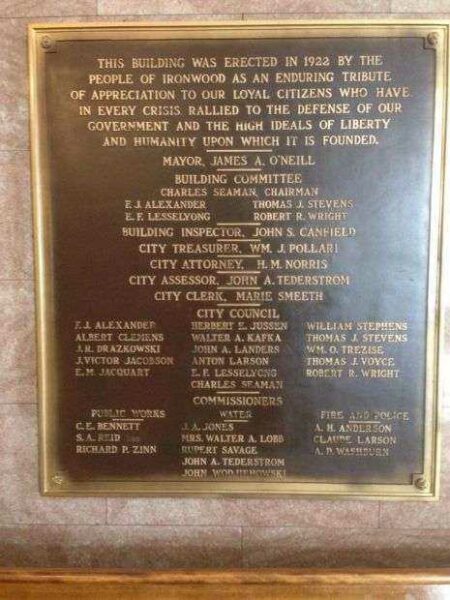 THIS BUILDING WAS ERECTED IN 1922 BY THE
PEOPLE OF IRONWOOD AS AN ENDURING TRIBUTE
OF APPRECIATION TO OUR LOYAL CITIZENS WHO HAVE
IN EVERY CRISIS RALLIED TO THE DEFENSE OF OUR
GOVERNMENT AND THE HIGH IDEALS OF LIBERTY
AND HUMANITY UPON WHICH IT IS FOUNDED.
MAYOR, JAMES A. O'NEILL
BUILDING COMMITTEE
CHARLES SEAMAN, CHAIRMAN
F. J. ALEXANDER THOMAS J. STEVENS
E. F. LESSELYONG ROBERT R. WRIGHT
BUILDING INSPECTOR, JOHN S. CANFIELD
CITY TREASURER, WM. J. POLLARI
CITY ATTORNEY, H. M. NORRIS
CITY ASSESSOR, JOHN A. TEDERSTROM
CITY CLERK, MARIE SMEETH
CITY COUNCIL
F. J. ALEXANDER HERBERT E. JUSSEN WILLIAM STEPHENS
ALBERT CLEMENS WALTER A. KAFKA THOMAS J. STEVENS
J. R. DRAZKOWSKI JOHN A. LANDERS WM. O. TREZISE
J. VICTOR JACOBSON ANTON LARSON THOMAS J. VOYCE
E. M. JACQUART E. F. LESSELYONG ROBERT R. WRIGHT
CHARLES SEAMAN
COMMISSIONERS
PUBLIC WORKS WATER FIRE AND POLICE
C. E. BENNETT J. A. JONES A. H. ANDERSON
S. A. REID MRS. WALTER A. LOBB CLAUDE LARSON
RICHARD P. ZINN RUPERT SAVAGE A. D. WASHBURN
JOHN A. TEDERSTROM
JOHN